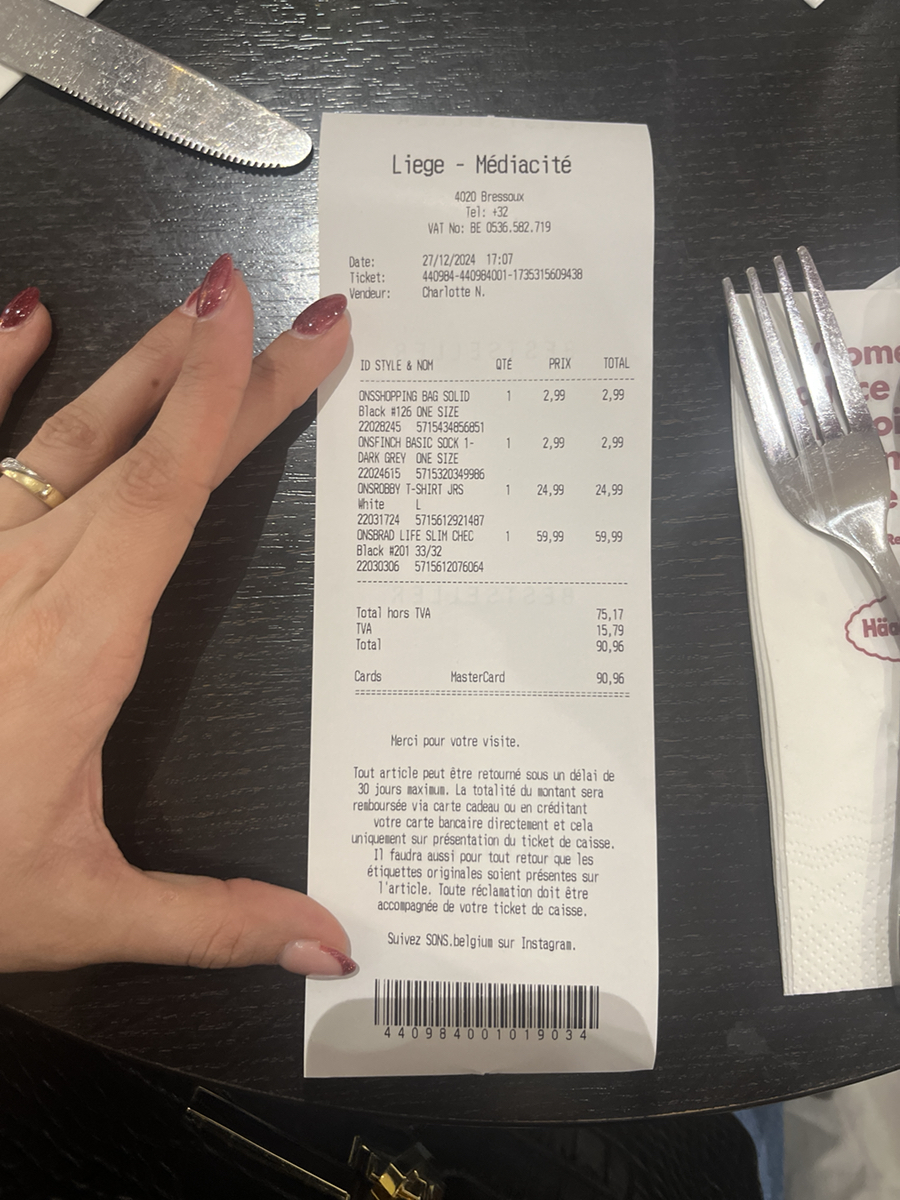 Liege - Médiacité
4020 Bressoux
Tel: +32
VAT No: BE 0536.582.719
Date: 27/12/2024 17:07
Ticket: 440984-440984001-1735315609438
Vendeur: Charlotte N.
ID STYLE & NOM QTÉ PRIX TOTAL
ONSSHOPPING BAG SOLID 1 2,99 2,99
Black #126 ONE SIZE
22028245 5715434856851
ONSFINCH BASIC SOCK 1- 1 2,99 2,99
DARK GREY ONE SIZE
22024615 5715320349986
ONSROBBY T-SHIRT JRS 1 24,99 24,99
White L
22031724 5715612921487
ONSBRAD LIFE SLIM CHEC 1 59,99 59,99
Black #201 33/32
22030306 5715612076064
BESTSELLER
Total hors TVA 75,17
TVA 15,79
Total 90,96
Cards MasterCard 90,96
Merci pour votre visite.
Tout article peut être retourné sous un délai de
30 jours maximum. La totalité du montant sera
remboursée via carte cadeau ou en créditant
votre carte bancaire directement et cela
uniquement sur présentation du ticket de caisse.
Il faudra aussi pour tout retour que les
étiquettes originales soient présentes sur
l'article. Toute réclamation doit être
accompagnée de votre ticket de caisse.
Suivez SONS.belgium sur Instagram.
440984001019034